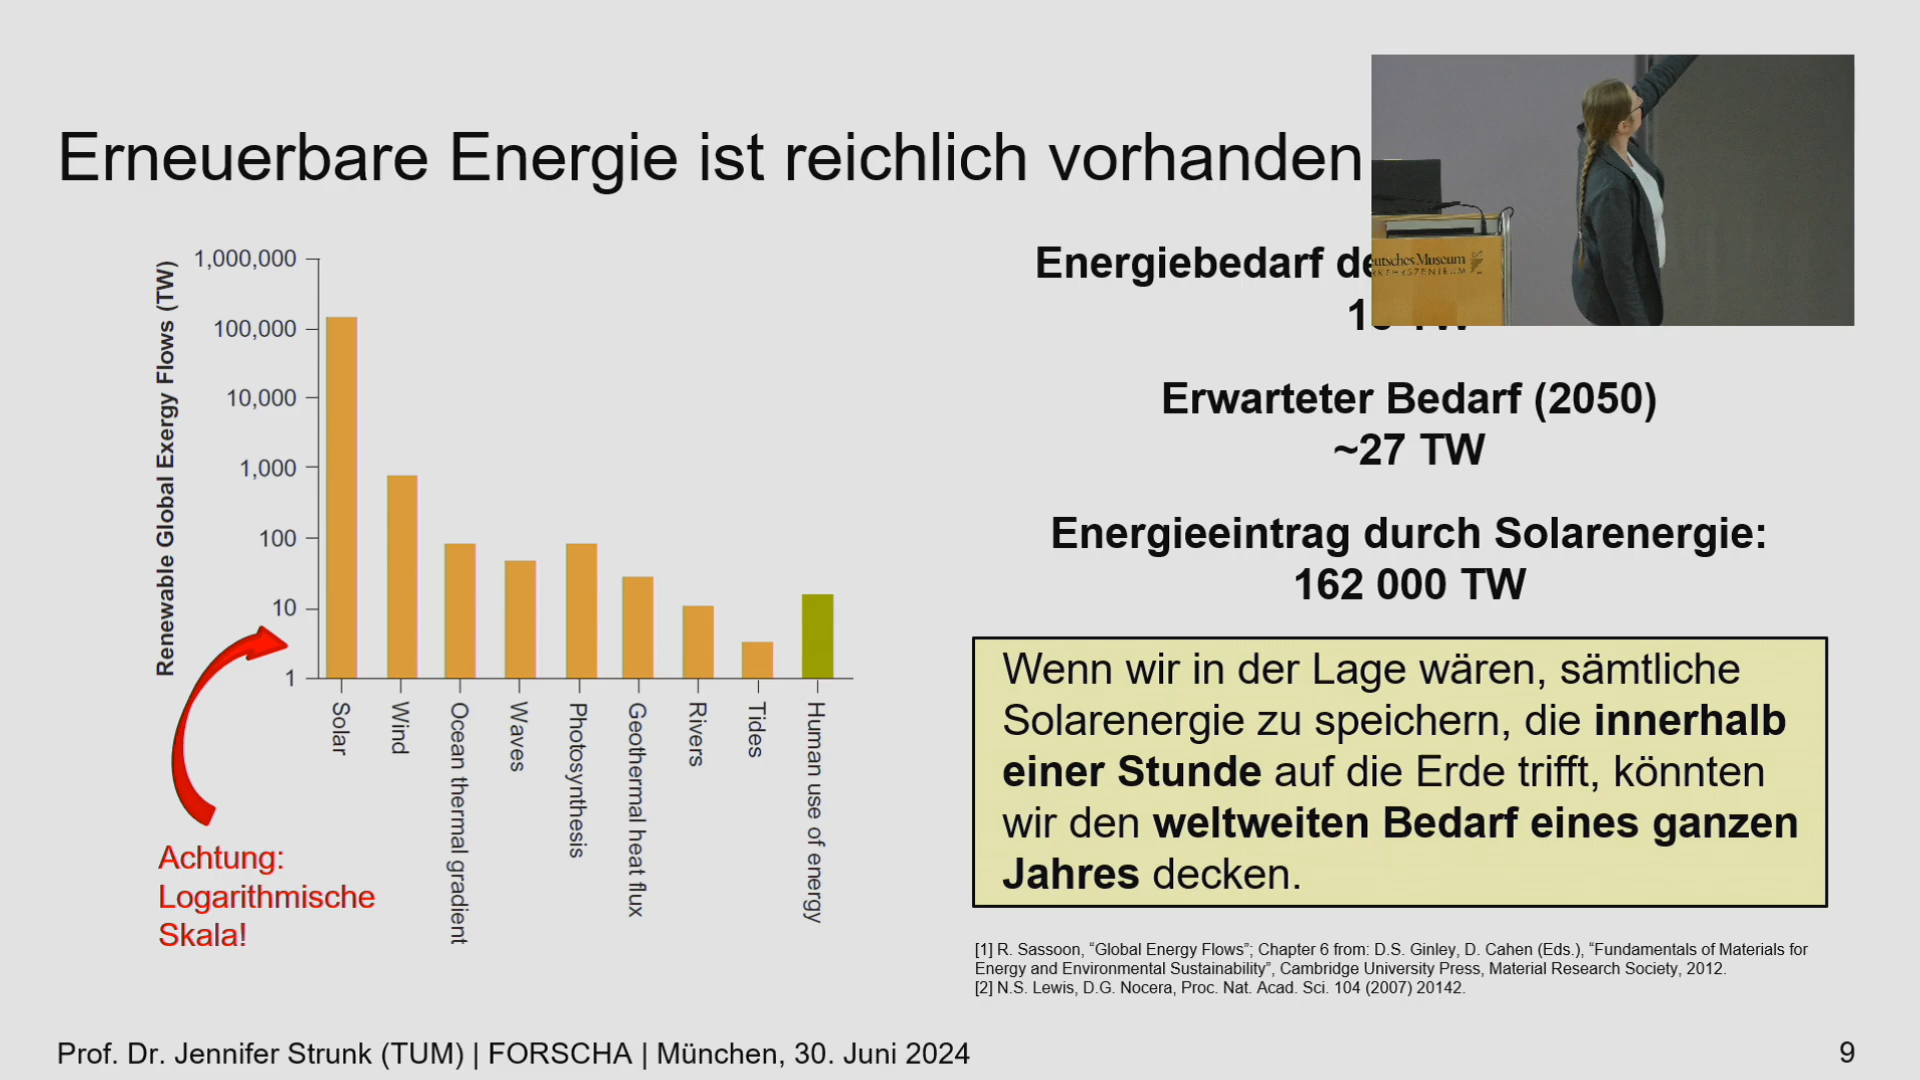 Erneuerbare Energie ist reichlich vorhanden
Renewable Global Exergy Flows (TW)
1,000,000
100,000
10,000
1,000
100
10
1
Solar
Wind
Ocean thermal gradient
Waves
Photosynthesis
Geothermal heat flux
Rivers
Tides
Human use of energy
Achtung:
Logarithmische
Skala!
Energiebedarf
TW
Erwarteter Bedarf (2050)
~27 TW
Energieeintrag durch Solarenergie:
162 000 TW
Wenn wir in der Lage wären, sämtliche
Solarenergie zu speichern, die innerhalb
einer Stunde auf die Erde trifft, könnten
wir den weltweiten Bedarf eines ganzen
Jahres decken.
[1] R. Sassoon, “Global Energy Flows”; Chapter 6 from: D.S. Ginley, D. Cahen (Eds.), “Fundamentals of Materials for
Energy and Environmental Sustainability”, Cambridge University Press, Material Research Society, 2012.
[2] N.S. Lewis, D.G. Nocera, Proc. Nat. Acad. Sci. 104 (2007) 20142.
Museum
Prof. Dr. Jennifer Strunk (TUM) | FORSCHA | München, 30. Juni 2024
9